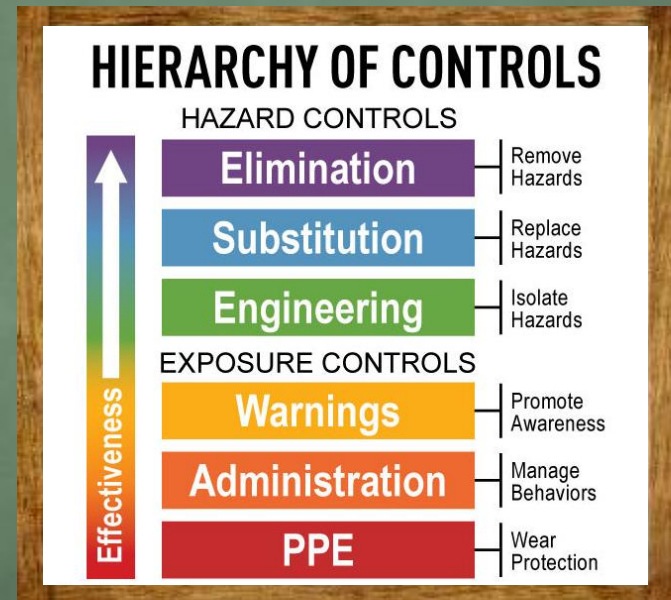 HIERARCHY OF CONTROLS
HAZARD CONTROLS
Elimination
Remove
Hazards
Substitution
Replace
Hazards
Engineering
Isolate
Hazards
EXPOSURE CONTROLS
Warnings
Promote
Awareness
Administration
Manage
Behaviors
PPE
Wear
Protection
Effectiveness